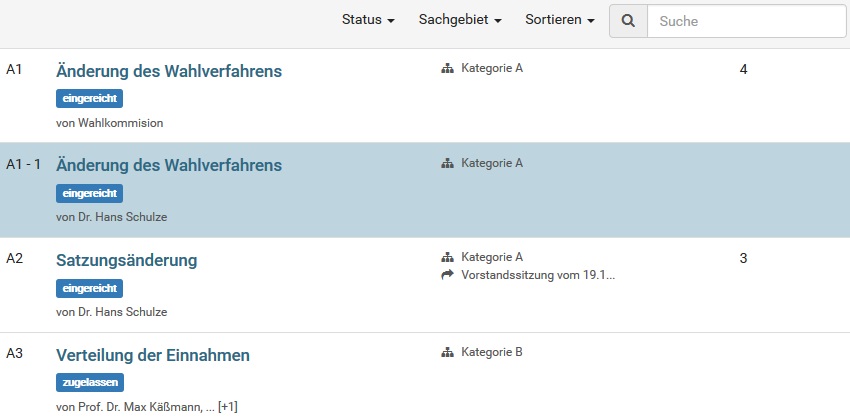 Status Sachgebiet Sortieren Suche
A1 Änderung des Wahlverfahrens Kategorie A 4
eingereicht
von Wahlkommision
A1 - 1 Änderung des Wahlverfahrens Kategorie A
eingereicht
von Dr. Hans Schulze
A2 Satzungsänderung Kategorie A 3
Vorstandssitzung vom 19.1...
eingereicht
von Dr. Hans Schulze
A3 Verteilung der Einnahmen Kategorie B
zugelassen
von Prof. Dr. Max Käßmann, ... [+1]